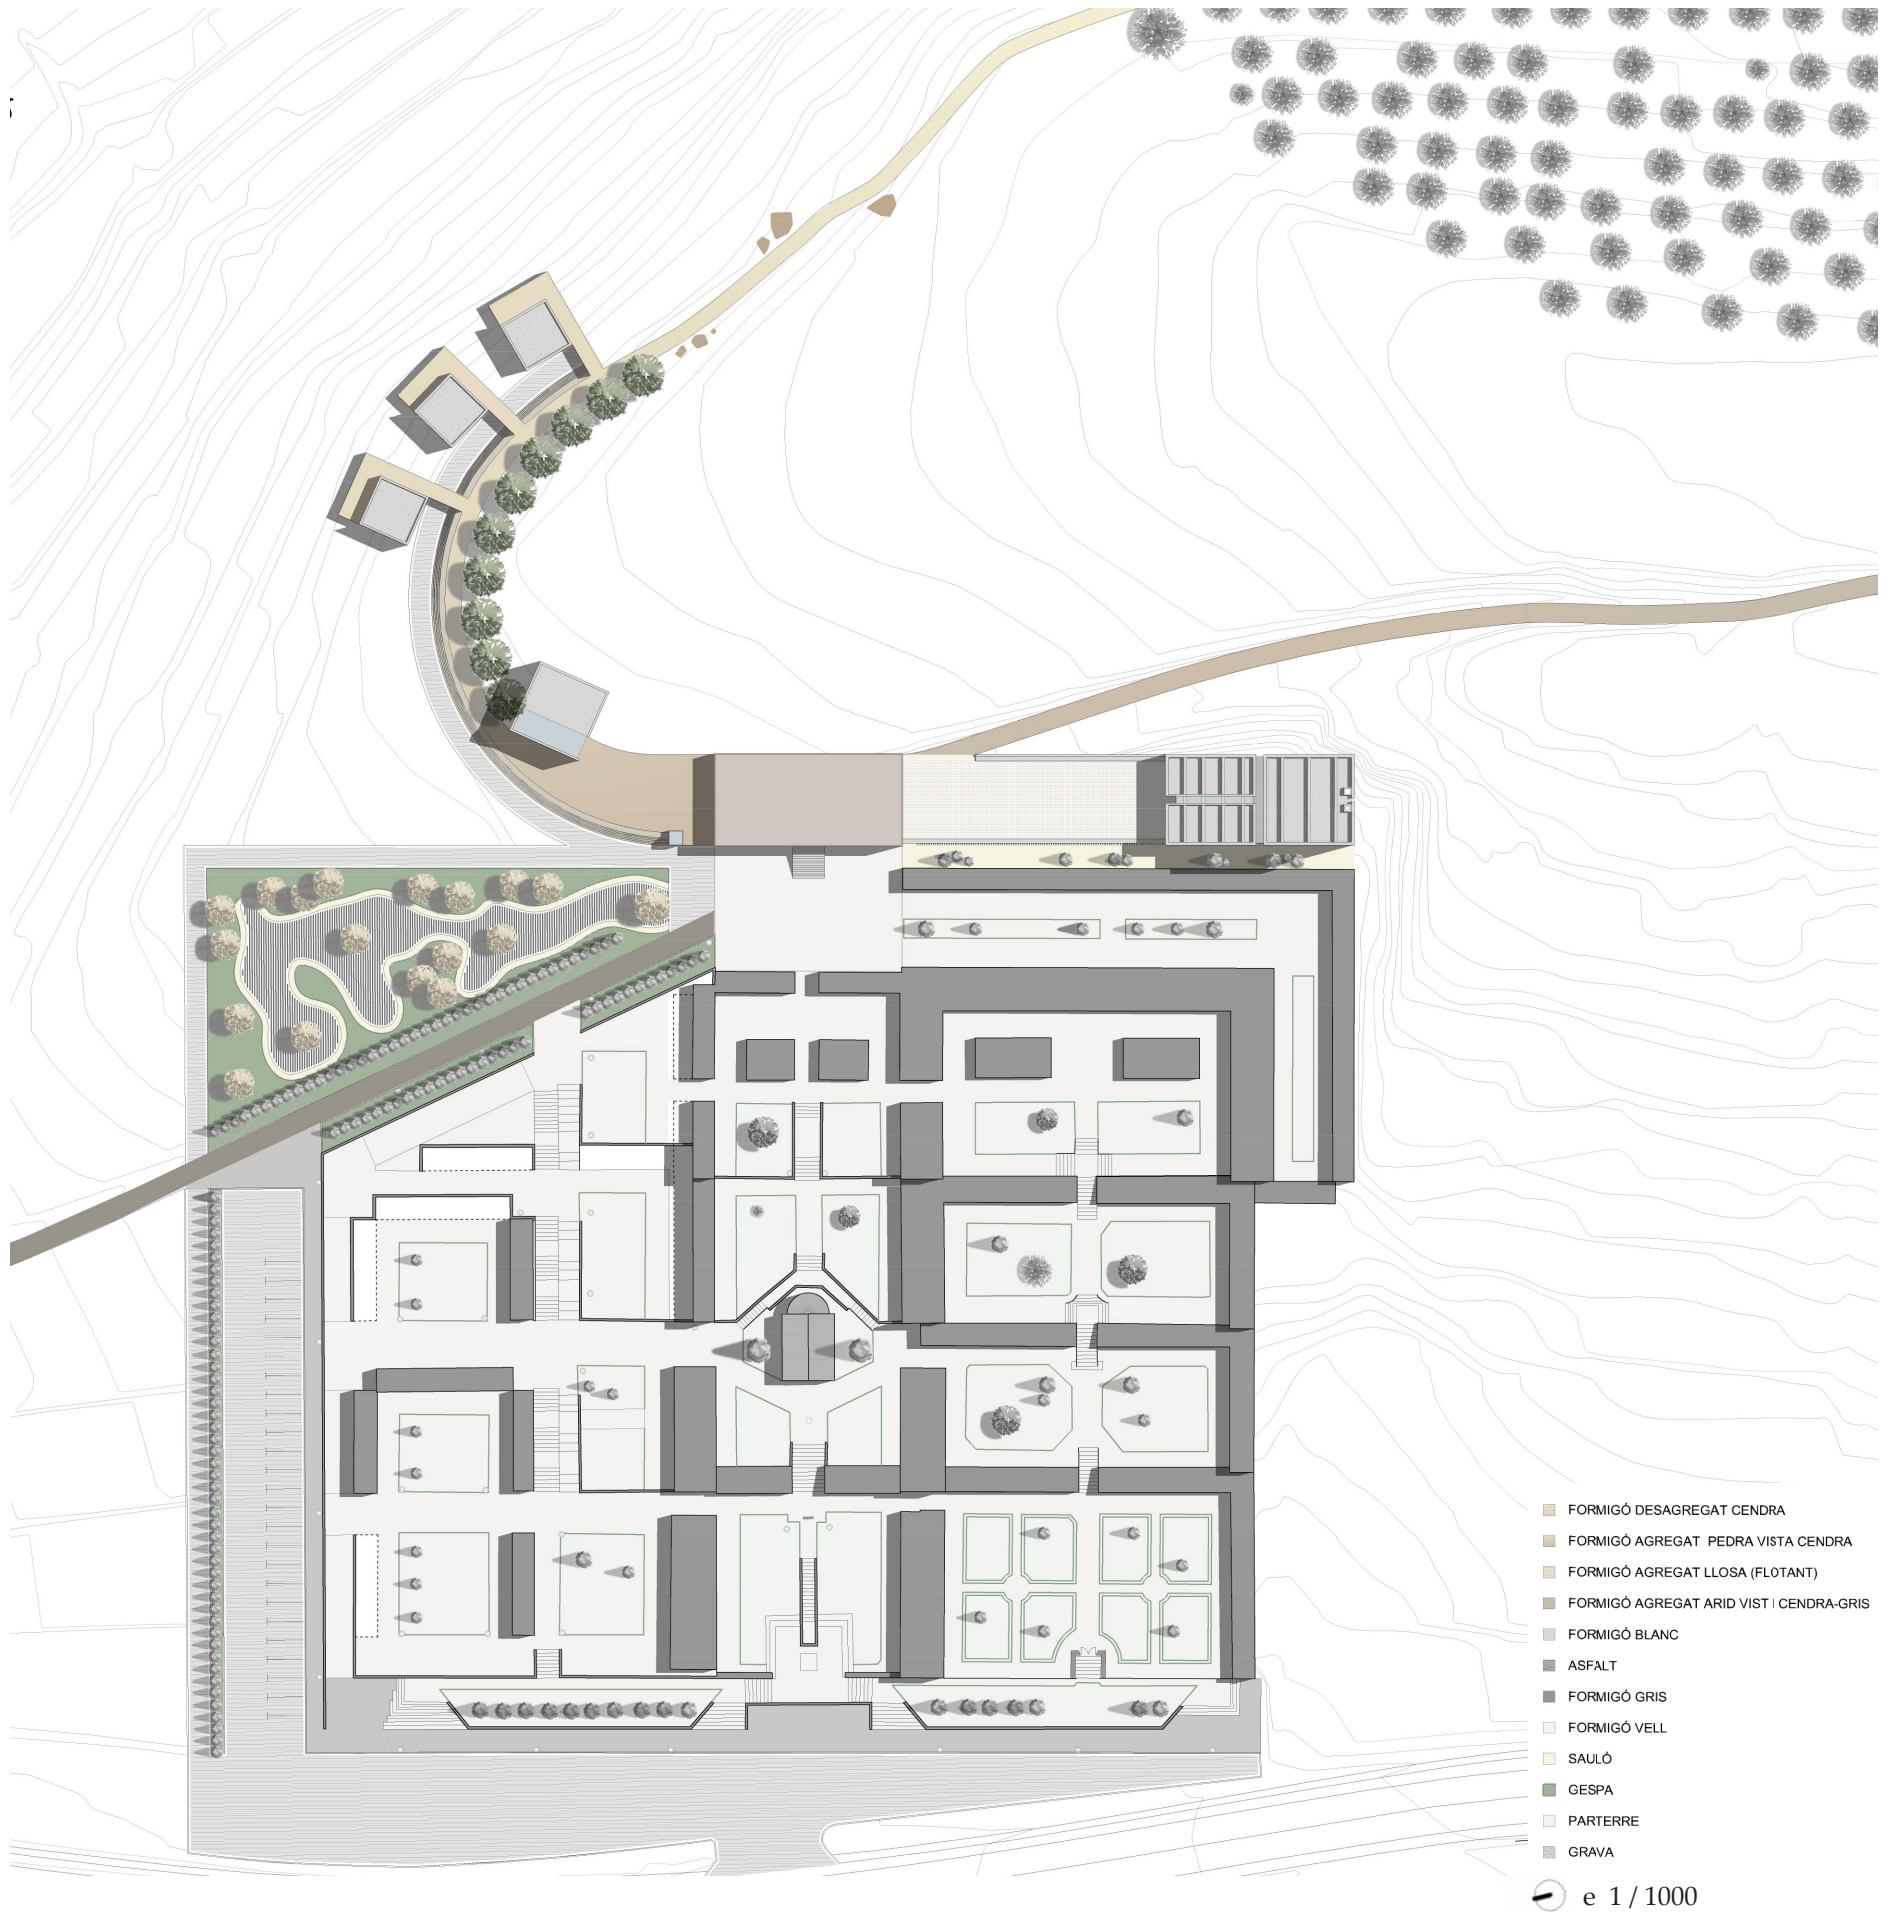 FORMIGÓ DESAGREGAT CENDRA
FORMIGÓ AGREGAT PEDRA VISTA CENDRA
FORMIGÓ AGREGAT LLOSA (FLOTANT)
FORMIGÓ AGREGAT ARID VIST I CENDRA-GRIS
FORMIGÓ BLANC
ASFALT
FORMIGÓ GRIS
FORMIGÓ VELL
SAULÓ
GESPA
PARTERRE
GRAVA
e 1 / 1000